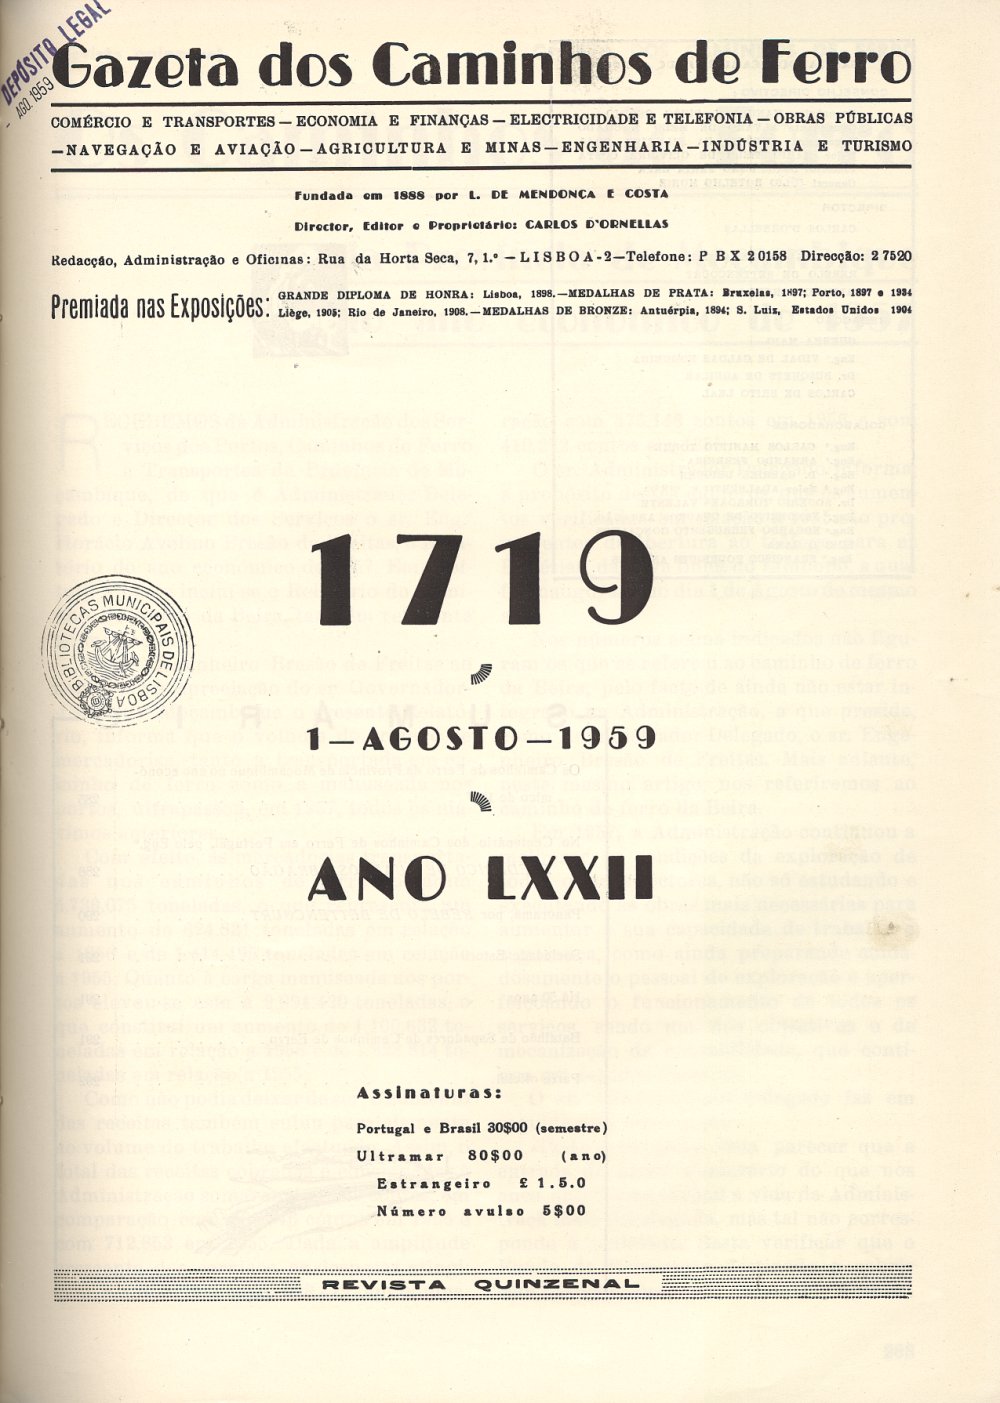 DEPÓSITO LEGAL
AGO. 1959
Gazeta dos Caminhos de Ferro
COMÉRCIO E TRANSPORTES — ECONOMIA E FINANÇAS — ELECTRICIDADE E TELEFONIA — OBRAS PÚBLICAS
—NAVEGAÇÃO E AVIAÇÃO — AGRICULTURA E MINAS — ENGENHARIA — INDÚSTRIA E TURISMO
Fundada em 1888 por L. DE MENDONÇA E COSTA
Director, Editor e Proprietário: CARLOS D'ORNELLAS
Redacção, Administração e Oficinas: Rua da Horta Seca, 7, 1.º — LISBOA-2 — Telefone: P B X 20158 Direcção: 27520
Premiada nas Exposições: GRANDE DIPLOMA DE HONRA: Lisboa, 1898. — MEDALHAS DE PRATA: Bruxelas, 1897; Porto, 1897 e 1934
Liège, 1905; Rio de Janeiro, 1908. — MEDALHAS DE BRONZE: Antuérpia, 1894; S. Luiz, Estados Unidos 1904
1719
BIBLIOTECAS MUNICIPAIS DE LISBOA
1 — AGOSTO — 1959
ANO LXXII
Assinaturas:
Portugal e Brasil 30$00 (semestre)
Ultramar 80$00 (ano)
Estrangeiro £ 1.5.0
Número avulso 5$00
REVISTA QUINZENAL